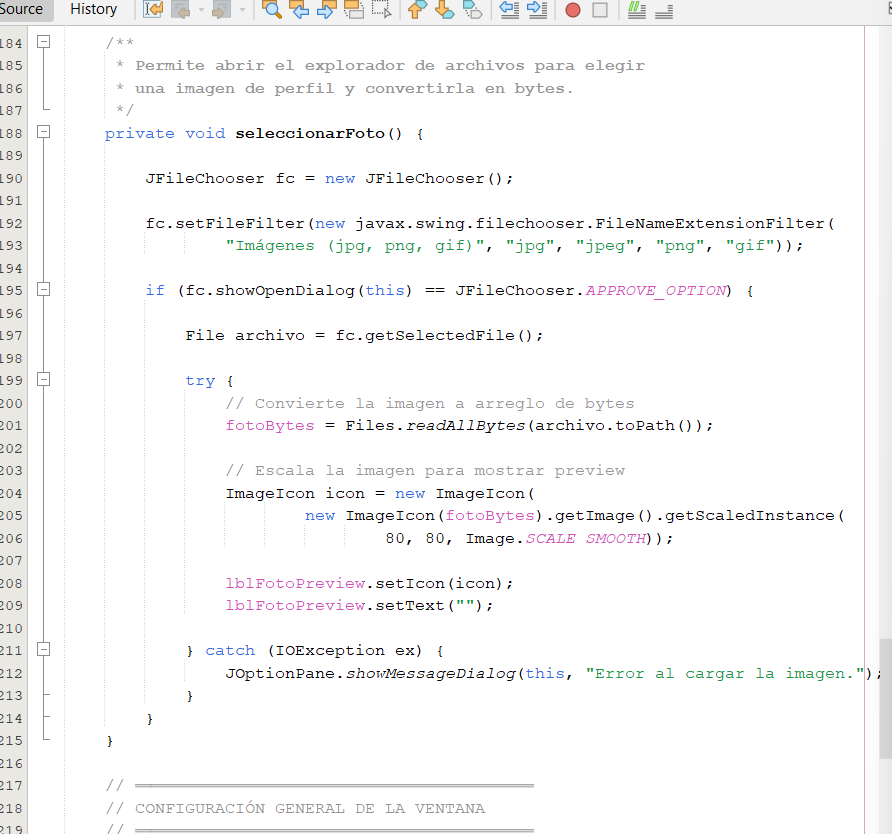 Source History
184 /**
185 * Permite abrir el explorador de archivos para elegir
186 * una imagen de perfil y convertirla en bytes.
187 */
188 private void seleccionarFoto() {
189
190 JFileChooser fc = new JFileChooser();
191
192 fc.setFileFilter(new javax.swing.filechooser.FileNameExtensionFilter(
193 "Imágenes (jpg, png, gif)", "jpg", "jpeg", "png", "gif"));
194
195 if (fc.showOpenDialog(this) == JFileChooser.APPROVE_OPTION) {
196
197 File archivo = fc.getSelectedFile();
198
199 try {
200 // Convierte la imagen a arreglo de bytes
201 fotoBytes = Files.readAllBytes(archivo.toPath());
202
203 // Escala la imagen para mostrar preview
204 ImageIcon icon = new ImageIcon(
205 new ImageIcon(fotoBytes).getImage().getScaledInstance(
206 80, 80, Image.SCALE_SMOOTH));
207
208 lblFotoPreview.setIcon(icon);
209 lblFotoPreview.setText("");
210
211 } catch (IOException ex) {
212 JOptionPane.showMessageDialog(this, "Error al cargar la imagen.");
213 }
214 }
215 }
216
217 // ════════════════════════════════════════
218 // CONFIGURACIÓN GENERAL DE LA VENTANA
219 // ════════════════════════════════════════